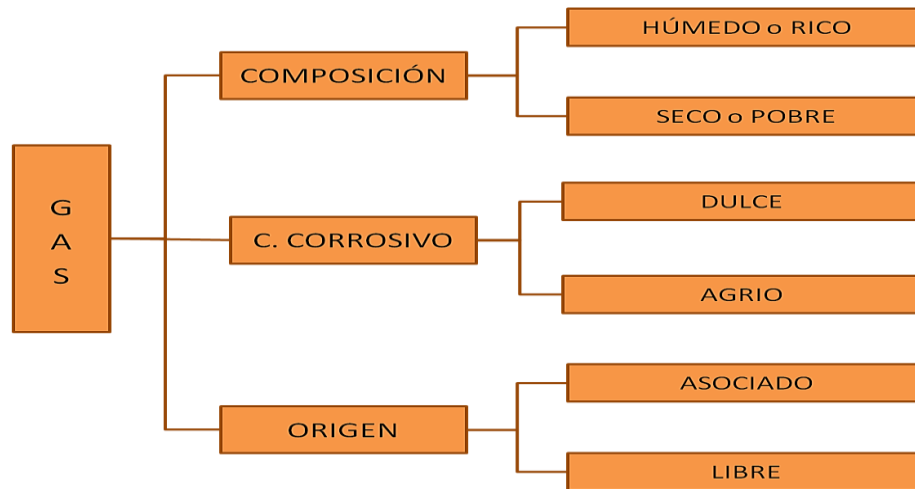 G
A
S
COMPOSICIÓN
HÚMEDO o RICO
SECO o POBRE
C. CORROSIVO
DULCE
AGRIO
ORIGEN
ASOCIADO
LIBRE